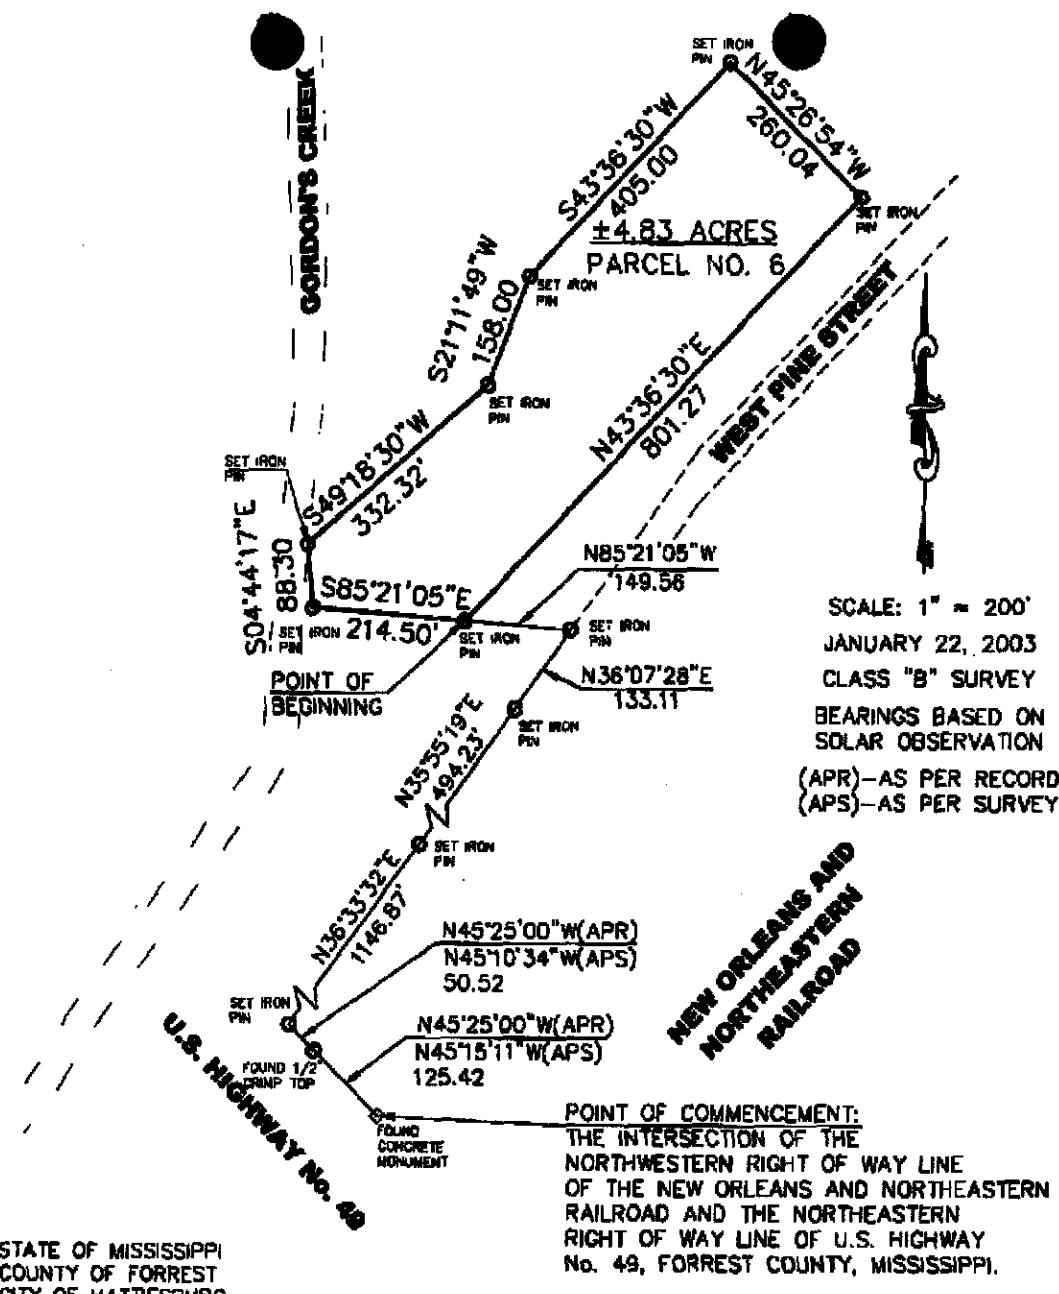 GORDON'S CREEK
SET IRON
PIN
N45°26'54"W
260.04
S43°36'30"W
405.00
±4.83 ACRES
PARCEL NO. 6
SET IRON
PIN
S21°11'49"W
158.00
SET IRON
PIN
SET IRON
PIN
N43°36'30"E
801.27
WEST PINE STREET
SET IRON
PIN
S49°18'30"W
332.32'
S04°44'17"E
88.30
S85°21'05"E
214.50'
SET IRON
PIN
SET IRON
PIN
N85°21'05"W
149.56
SET IRON
PIN
POINT OF
BEGINNING
N36°07'28"E
133.11
SET IRON
PIN
N35°55'19"E
494.23'
SET IRON
PIN
N36°33'32"E
1146.87'
SCALE: 1" = 200'
JANUARY 22, 2003
CLASS "B" SURVEY
BEARINGS BASED ON
SOLAR OBSERVATION
(APR)-AS PER RECORD
(APS)-AS PER SURVEY
NEW ORLEANS AND
NORTHEASTERN
RAILROAD
N45°25'00"W(APR)
N45°10'34"W(APS)
50.52
SET IRON
PIN
N45°25'00"W(APR)
N45°15'11"W(APS)
125.42
FOUND 1/2"
CRIMP TOP
U.S. HIGHWAY No. 49
FOUND
CONCRETE
MONUMENT
POINT OF COMMENCEMENT:
THE INTERSECTION OF THE
NORTHWESTERN RIGHT OF WAY LINE
OF THE NEW ORLEANS AND NORTHEASTERN
RAILROAD AND THE NORTHEASTERN
RIGHT OF WAY LINE OF U.S. HIGHWAY
No. 49, FORREST COUNTY, MISSISSIPPI.
STATE OF MISSISSIPPI
COUNTY OF FORREST
CITY OF HATTIESBURG